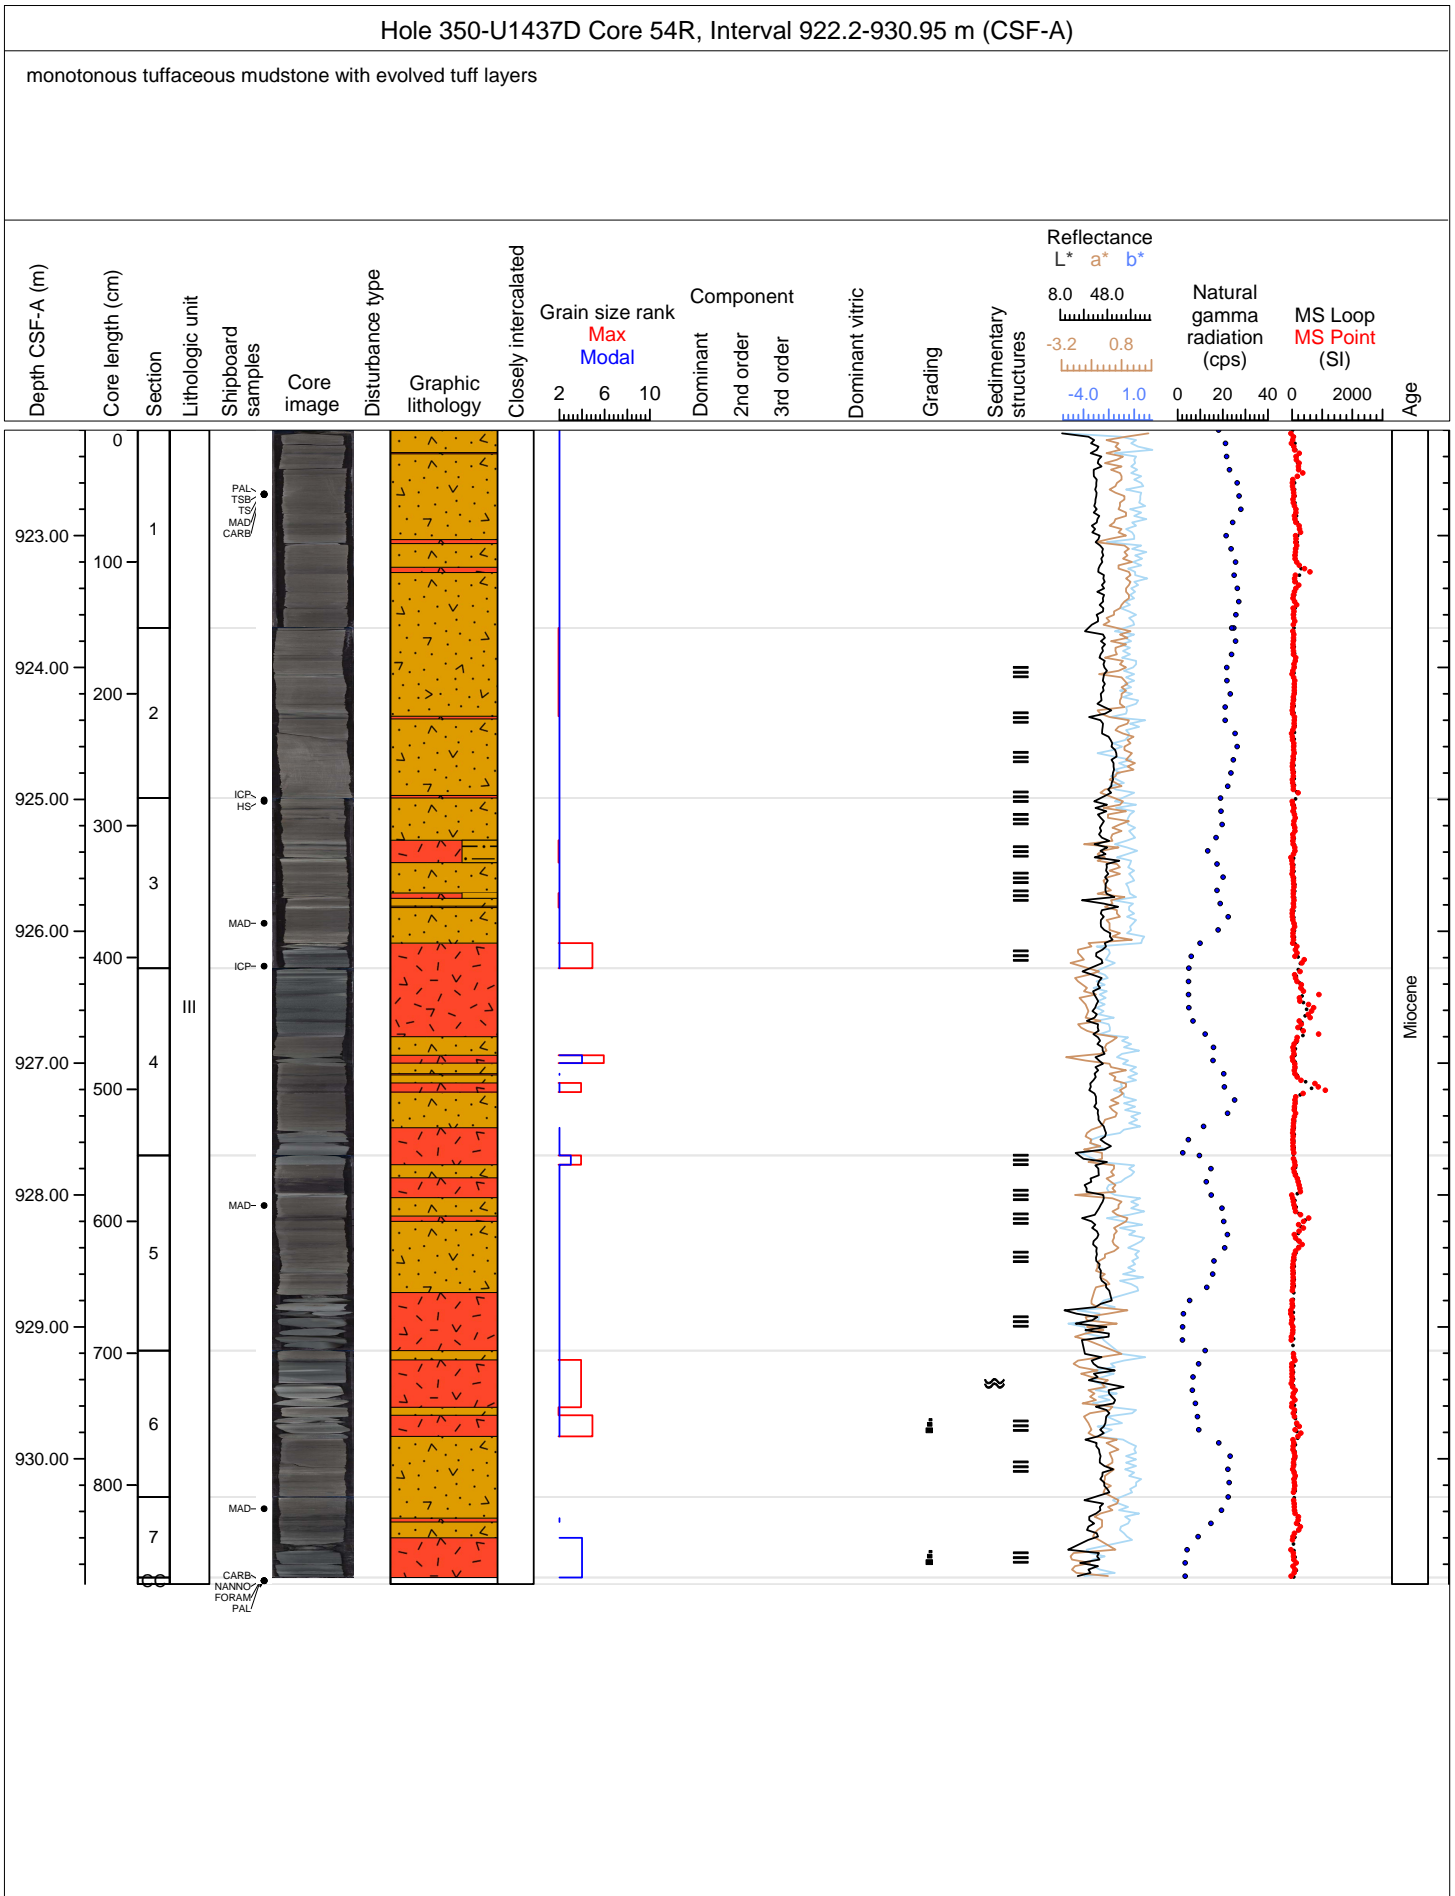 Hole 350-U1437D Core 54R, Interval 922.2-930.95 m (CSF-A)
monotonous tuffaceous mudstone with evolved tuff layers
Depth CSF-A (m)
Core length (cm)
Section
Lithologic unit
Shipboard
samples
Core
image
Disturbance type
Graphic
lithology
Closely intercalated
Grain size rank
Max
Modal
2 6 10
Component
Dominant
2nd order
3rd order
Dominant vitric
Grading
Sedimentary
structures
Reflectance
L* a* b*
8.0 48.0
-3.2 0.8
-4.0 1.0
Natural
gamma
radiation
(cps)
0 20 40
MS Loop
MS Point
(SI)
0 2000
Age
0
PAL
TSB
TS
MAD
CARB
1
923.00
100
924.00
200
2
ICP
HS
925.00
300
3
MAD
926.00
400
ICP
III
Miocene
4
927.00
500
928.00
MAD
600
5
929.00
700
6
930.00
800
MAD
7
CC
CARB
NANNO
FORAM
PAL